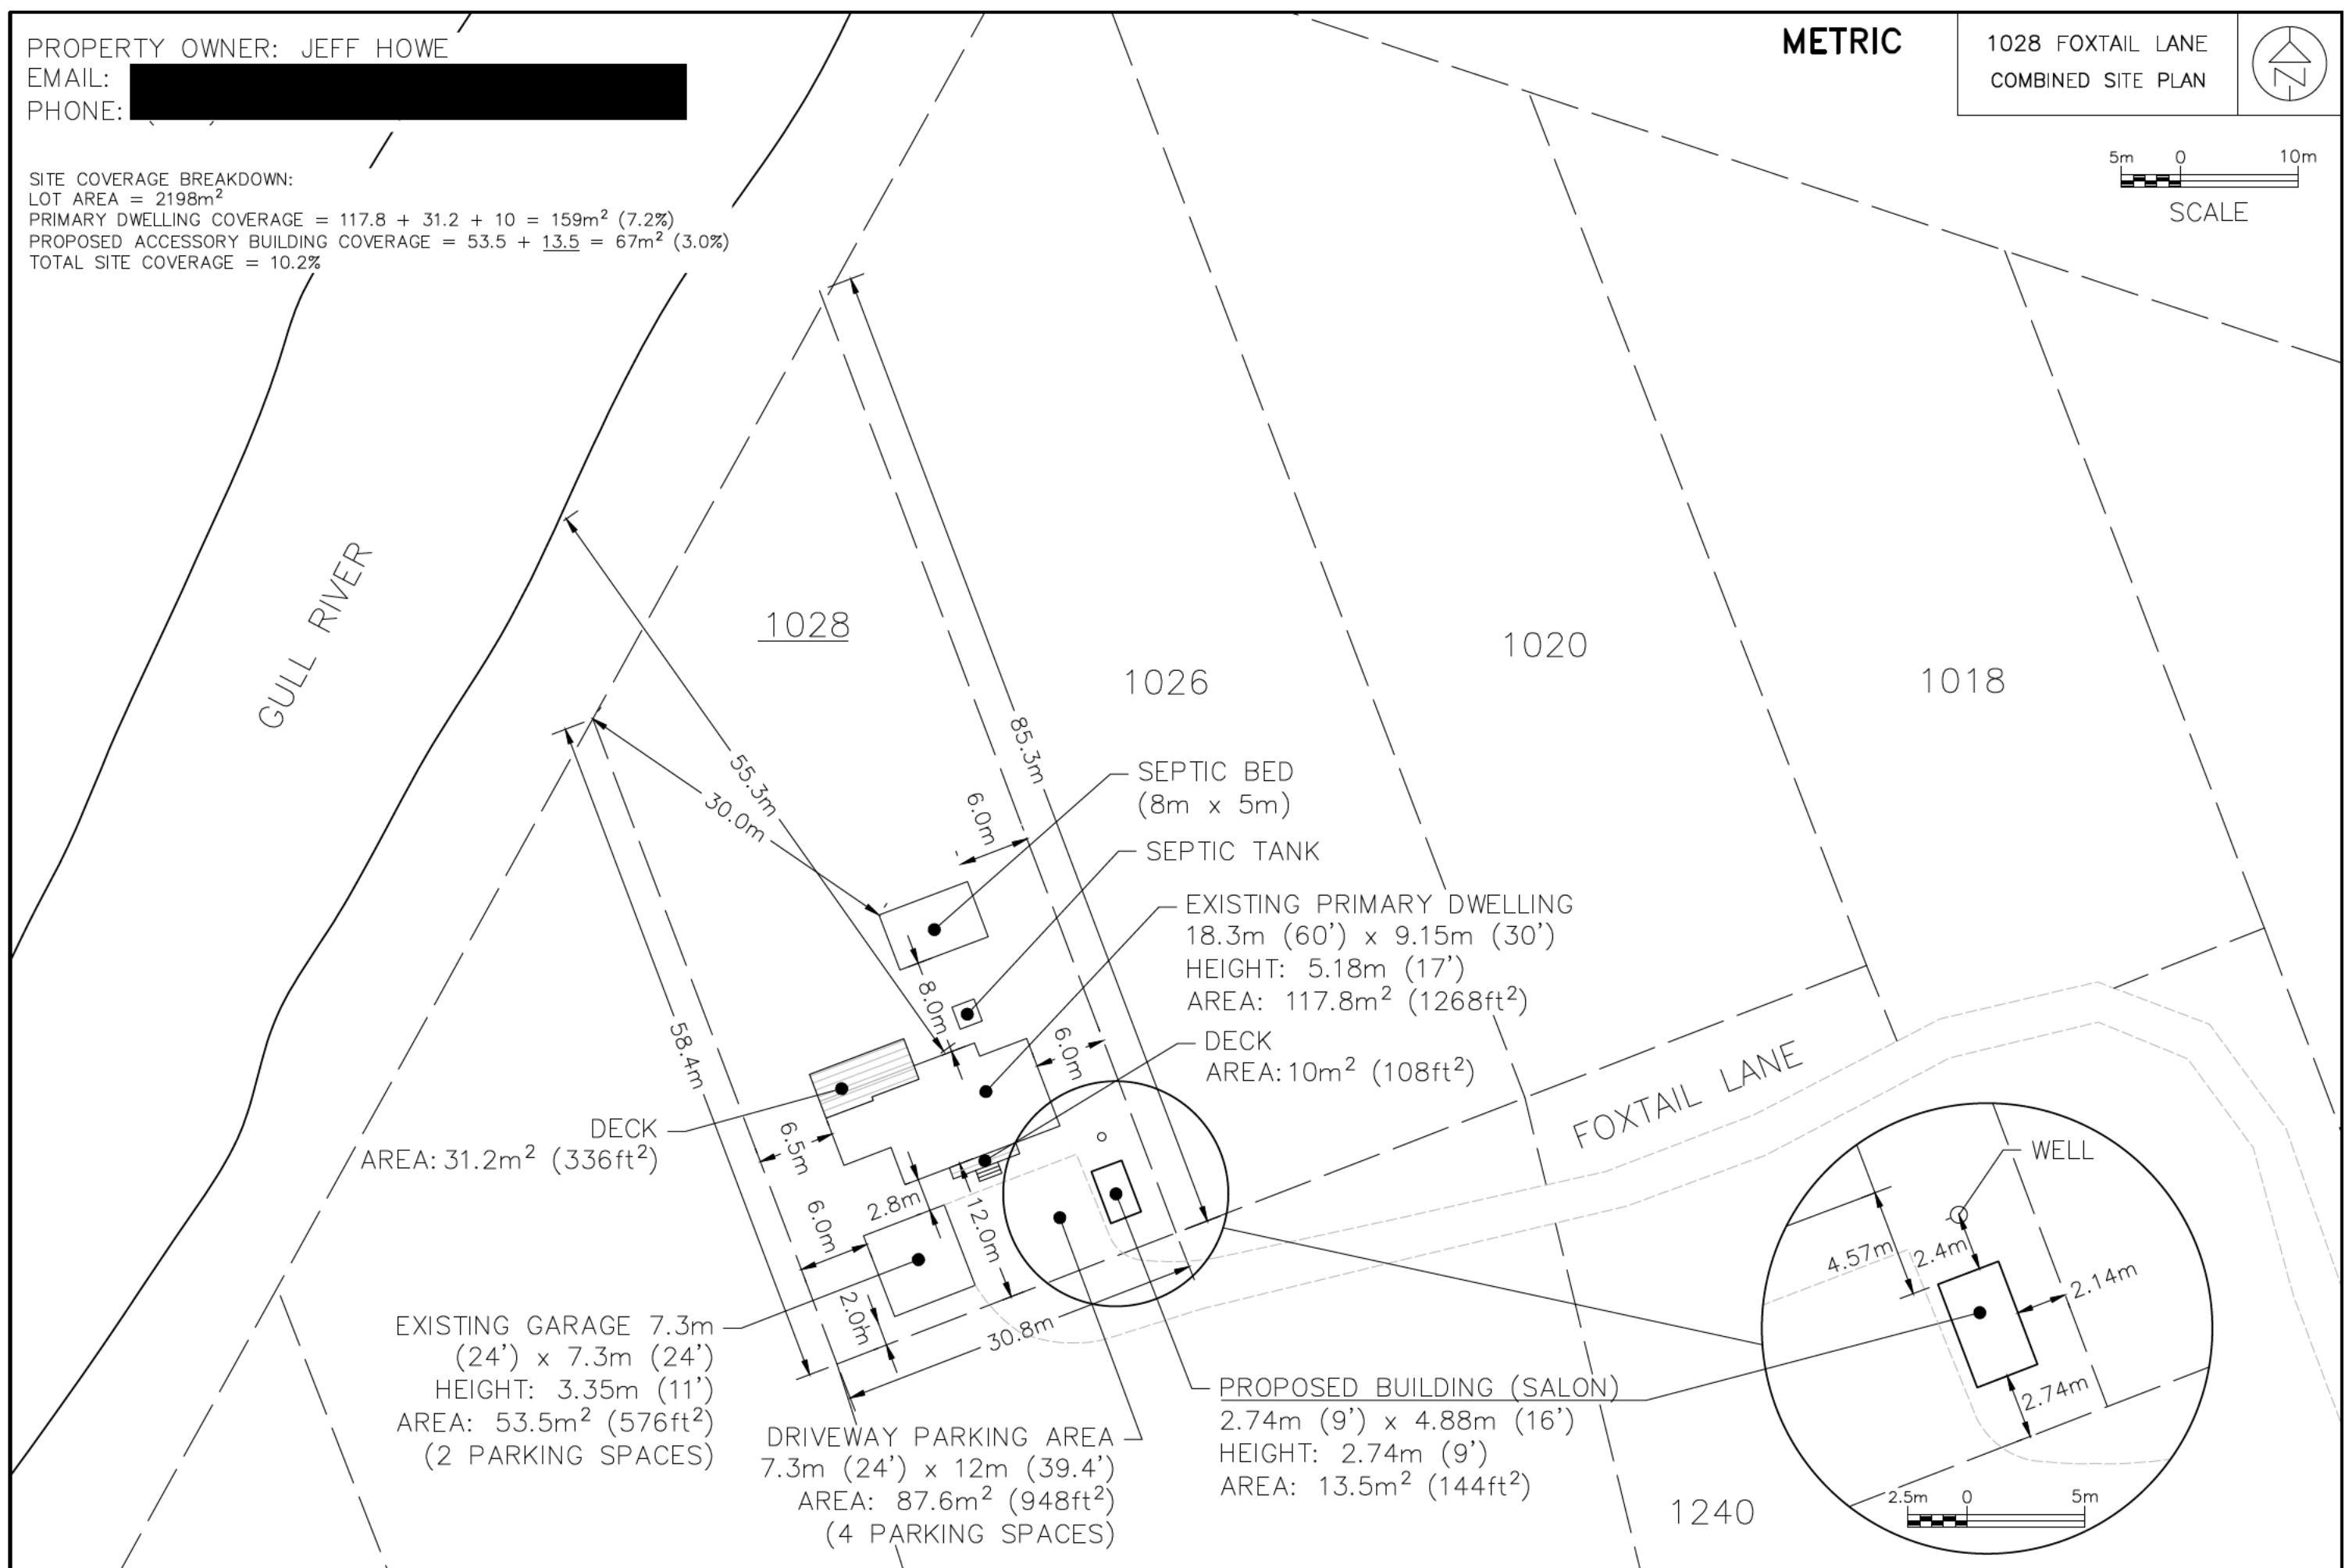 PROPERTY OWNER: JEFF HOWE
EMAIL:
PHONE:
METRIC
1028 FOXTAIL LANE
COMBINED SITE PLAN
N
5m 0 10m
SCALE
SITE COVERAGE BREAKDOWN:
LOT AREA = 2198m²
PRIMARY DWELLING COVERAGE = 117.8 + 31.2 + 10 = 159m² (7.2%)
PROPOSED ACCESSORY BUILDING COVERAGE = 53.5 + 13.5 = 67m² (3.0%)
TOTAL SITE COVERAGE = 10.2%
GULL RIVER
1028
1026
1020
1018
85.3m
55.3m
30.0m
6.0m
SEPTIC BED
(8m x 5m)
SEPTIC TANK
EXISTING PRIMARY DWELLING
18.3m (60') x 9.15m (30')
HEIGHT: 5.18m (17')
AREA: 117.8m² (1268ft²)
DECK
AREA:10m² (108ft²)
8.0m
6.0m
58.4m
DECK
AREA:31.2m² (336ft²)
6.5m
2.8m
6.0m
12.0m
2.0m
30.8m
FOXTAIL LANE
EXISTING GARAGE 7.3m
(24') x 7.3m (24')
HEIGHT: 3.35m (11')
AREA: 53.5m² (576ft²)
(2 PARKING SPACES)
DRIVEWAY PARKING AREA
7.3m (24') x 12m (39.4')
AREA: 87.6m² (948ft²)
(4 PARKING SPACES)
PROPOSED BUILDING (SALON)
2.74m (9') x 4.88m (16')
HEIGHT: 2.74m (9')
AREA: 13.5m² (144ft²)
1240
WELL
4.57m
2.4m
2.14m
2.74m
2.5m 0 5m